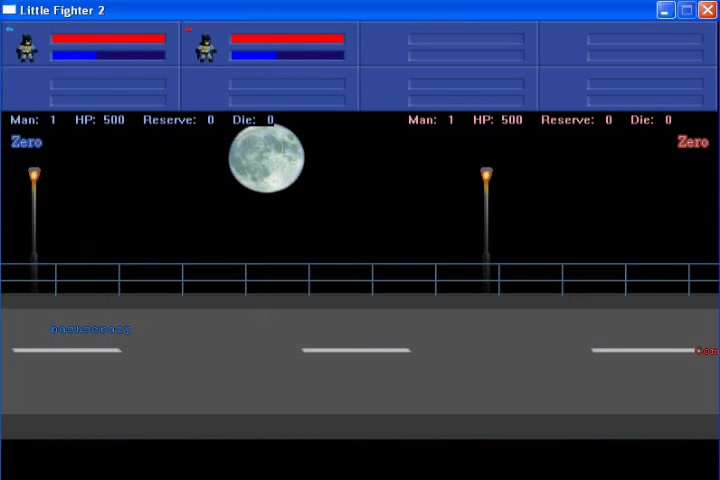 Little Fighter 2
Man: 1 HP: 500 Reserve: 0 Die: 0
Man: 1 HP: 500 Reserve: 0 Die: 0
Zero
Zero
Com